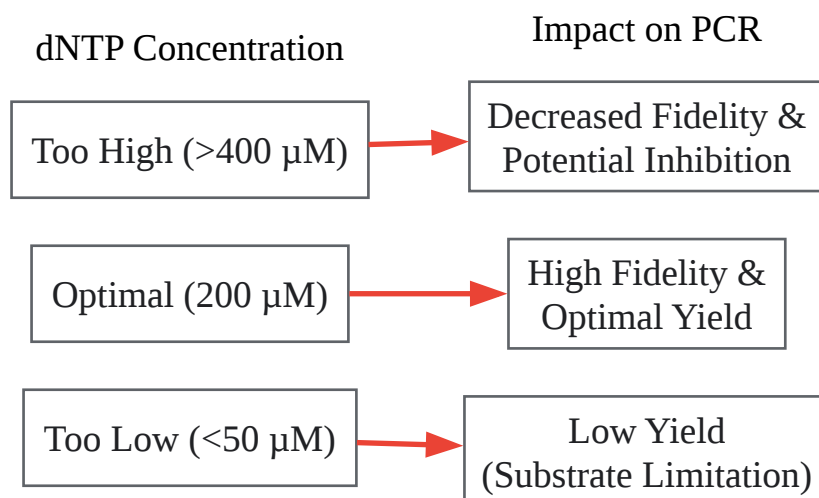 dNTP Concentration
Impact on PCR
Too High (>400 µM)
Decreased Fidelity &
Potential Inhibition
Optimal (200 µM)
High Fidelity &
Optimal Yield
Too Low (<50 µM)
Low Yield
(Substrate Limitation)